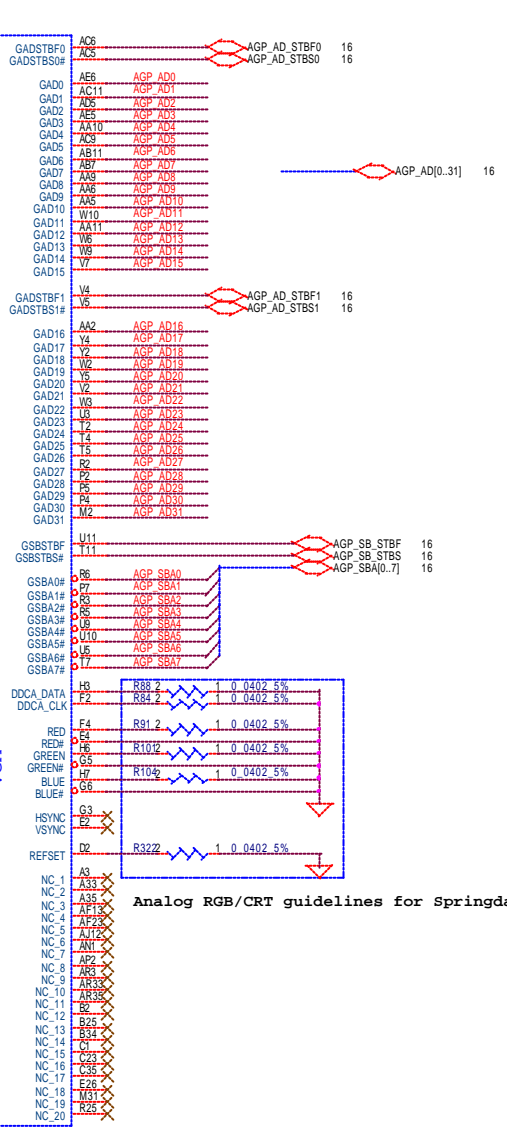 GADSTBF0 AC6 AGP_AD_STBF0 16
GADSTBS0# AC5 AGP_AD_STBS0 16
GAD0 AE6 AGP_AD0
GAD1 AC11 AGP_AD1
GAD2 AD5 AGP_AD2
GAD3 AE5 AGP_AD3
GAD4 AA10 AGP_AD4
GAD5 AC9 AGP_AD5
GAD6 AB11 AGP_AD6
GAD7 AB7 AGP_AD7 AGP_AD[0..31] 16
GAD8 AA9 AGP_AD8
GAD9 AA6 AGP_AD9
GAD10 AA5 AGP_AD10
GAD11 W10 AGP_AD11
GAD12 AA11 AGP_AD12
GAD13 W6 AGP_AD13
GAD14 W9 AGP_AD14
GAD15 V7 AGP_AD15
GADSTBF1 V4 AGP_AD_STBF1 16
GADSTBS1# V5 AGP_AD_STBS1 16
GAD16 AA2 AGP_AD16
GAD17 Y4 AGP_AD17
GAD18 Y2 AGP_AD18
GAD19 W2 AGP_AD19
GAD20 Y5 AGP_AD20
GAD21 V2 AGP_AD21
GAD22 W3 AGP_AD22
GAD23 U3 AGP_AD23
GAD24 T2 AGP_AD24
GAD25 T4 AGP_AD25
GAD26 T5 AGP_AD26
GAD27 R2 AGP_AD27
GAD28 P2 AGP_AD28
GAD29 P5 AGP_AD29
GAD30 P4 AGP_AD30
GAD31 M2 AGP_AD31
GSBSTBF U11 AGP_SB_STBF 16
GSBSTBS# T11 AGP_SB_STBS 16
AGP_SBA[0..7] 16
GSBA0# R6 AGP_SBA0
GSBA1# P7 AGP_SBA1
GSBA2# R3 AGP_SBA2
GSBA3# R5 AGP_SBA3
GSBA4# U9 AGP_SBA4
GSBA5# U10 AGP_SBA5
GSBA6# U5 AGP_SBA6
GSBA7# T7 AGP_SBA7
DDCA_DATA H3 R88 2 1 0_0402_5%
DDCA_CLK F2 R84 2 1 0_0402_5%
RED F4 R91 2 1 0_0402_5%
RED# E4
GREEN H6 R101 2 1 0_0402_5%
GREEN# G5
BLUE H7 R104 2 1 0_0402_5%
BLUE# G6
HSYNC G3
VSYNC E2
REFSET D2 R322 2 1 0_0402_5%
NC_1 A3
NC_2 A33
NC_3 A35
NC_4 AF13
NC_5 AF23
NC_6 AJ12
NC_7 AN1
NC_8 AP2
NC_9 AR3
NC_10 AR33
NC_11 AR35
NC_12 B2
NC_13 B25
NC_14 B34
NC_15 C1
NC_16 C23
NC_17 C35
NC_18 E26
NC_19 M31
NC_20 R25
Analog RGB/CRT guidelines for Springda